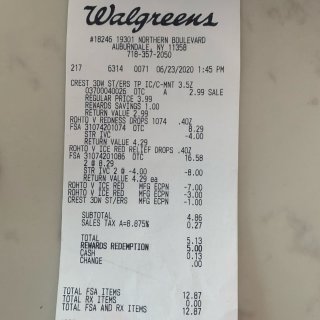 Walgreens
#18246 19301 NORTHERN BOULEVARD
AUBURNDALE, NY 11358
718-357-2050
217 6314 0071 06/23/2020 1:45 PM
CREST 3DW ST/ERS TP IC/C-MNT 3.5Z
03700040026 OTC A 2.99 SALE
REGULAR PRICE 3.99
REWARDS SAVINGS 1.00
RETURN VALUE 2.99
ROHTO V REDNESS DROPS 1074 .40Z
FSA 31074201074 OTC 8.29
STR IVC -4.00
RETURN VALUE 4.29
ROHTO V ICE RED RELIEF DROPS .40Z
FSA 31074201086 OTC 16.58
2 @ 8.29
STR IVC 2 @ -4.00 -8.00
RETURN VALUE 4.29 ea
ROHTO V ICE RED MFG ECPN -7.00
ROHTO V ICE RED MFG ECPN -3.00
CREST 3DW ST/ERS MFG ECPN -1.00
SUBTOTAL 4.86
SALES TAX A=8.875% 0.27
TOTAL 5.13
REWARDS REDEMPTION 5.00
CASH 0.13
CHANGE .00
TOTAL FSA ITEMS 12.87
TOTAL RX ITEMS 0.00
TOTAL FSA AND RX ITEMS 12.87